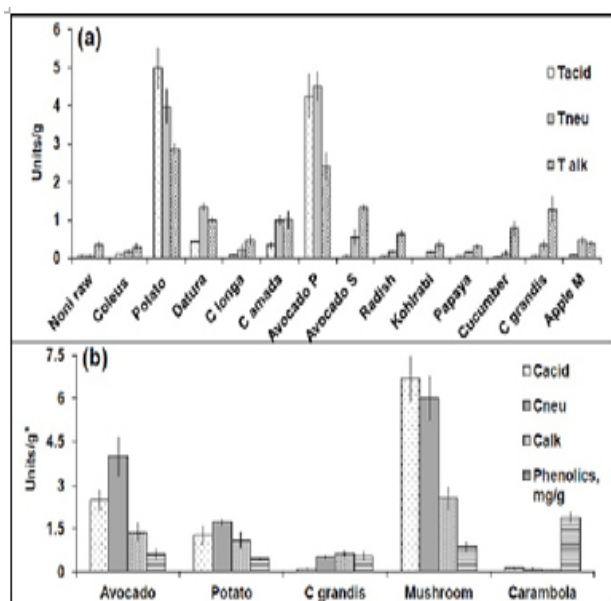 (a)
Units/g
6
5
4
3
2
1
0
Tacid
Tneu
T alk
Noni raw
Coleus
Potato
Datura
C longa
C amada
Avocado P
Avocado S
Radish
Kohlrabi
Papaya
Cucumber
C grandis
Apple M
(b)
Units/g*
7.5
6
4.5
3
1.5
0
Cacid
Cneu
Calk
Phenolics,
mg/g
Avocado Potato C grandis Mushroom Carambola